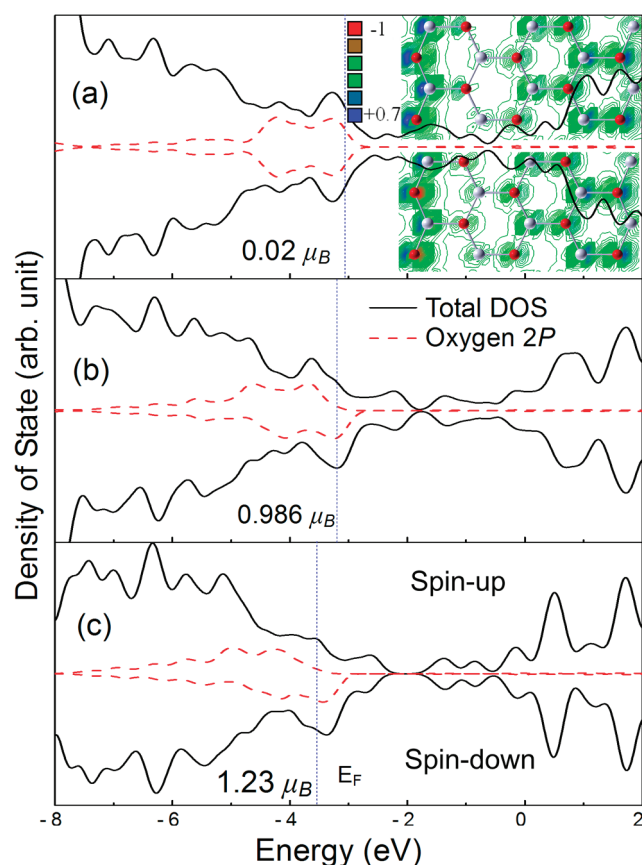 -1
+0.7
(a)
0.02 μB
(b)
Total DOS
Oxygen 2P
0.986 μB
(c)
Spin-up
1.23 μB
EF
Spin-down
Density of State (arb. unit)
-8 -6 -4 -2 0 2
Energy (eV)